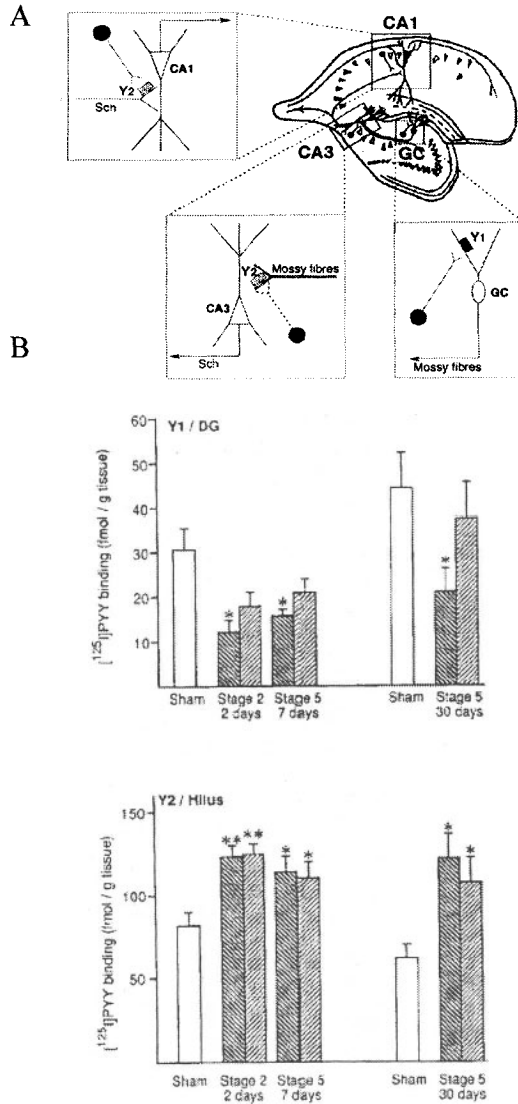 A
CA1
CA1
Y2
Sch
CA3
GC
Y2
Mossy fibres
CA3
Sch
Y1
GC
Mossy fibres
B
Y1 / DG
[125I]PYY binding (fmol / g tissue)
60
50
40
30
20
10
*
*
*
Sham
Stage 2
2 days
Stage 5
7 days
Sham
Stage 5
30 days
Y2 / Hilus
[125I]PYY binding (fmol / g tissue)
150
100
50
**
**
*
*
*
*
Sham
Stage 2
2 days
Stage 5
7 days
Sham
Stage 5
30 days